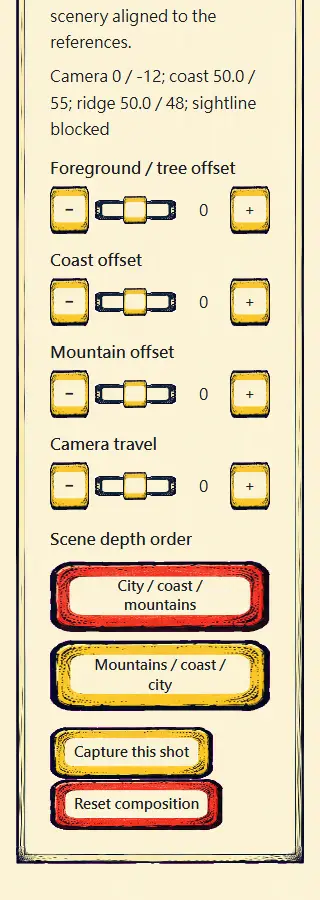 scenery aligned to the
references.
Camera 0 / -12; coast 50.0 /
55; ridge 50.0 / 48; sightline
blocked
Foreground / tree offset
− 0 +
Coast offset
− 0 +
Mountain offset
− 0 +
Camera travel
− 0 +
Scene depth order
City / coast /
mountains
Mountains / coast /
city
Capture this shot
Reset composition